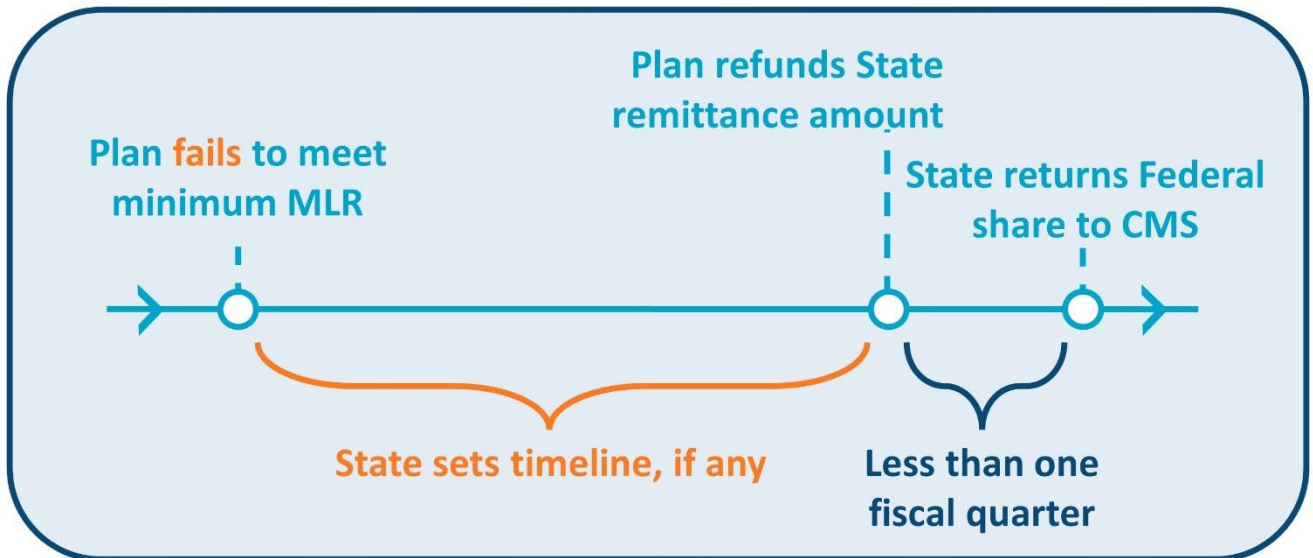 Plan fails to meet
minimum MLR
Plan refunds State
remittance amount
State returns Federal
share to CMS
State sets timeline, if any
Less than one
fiscal quarter